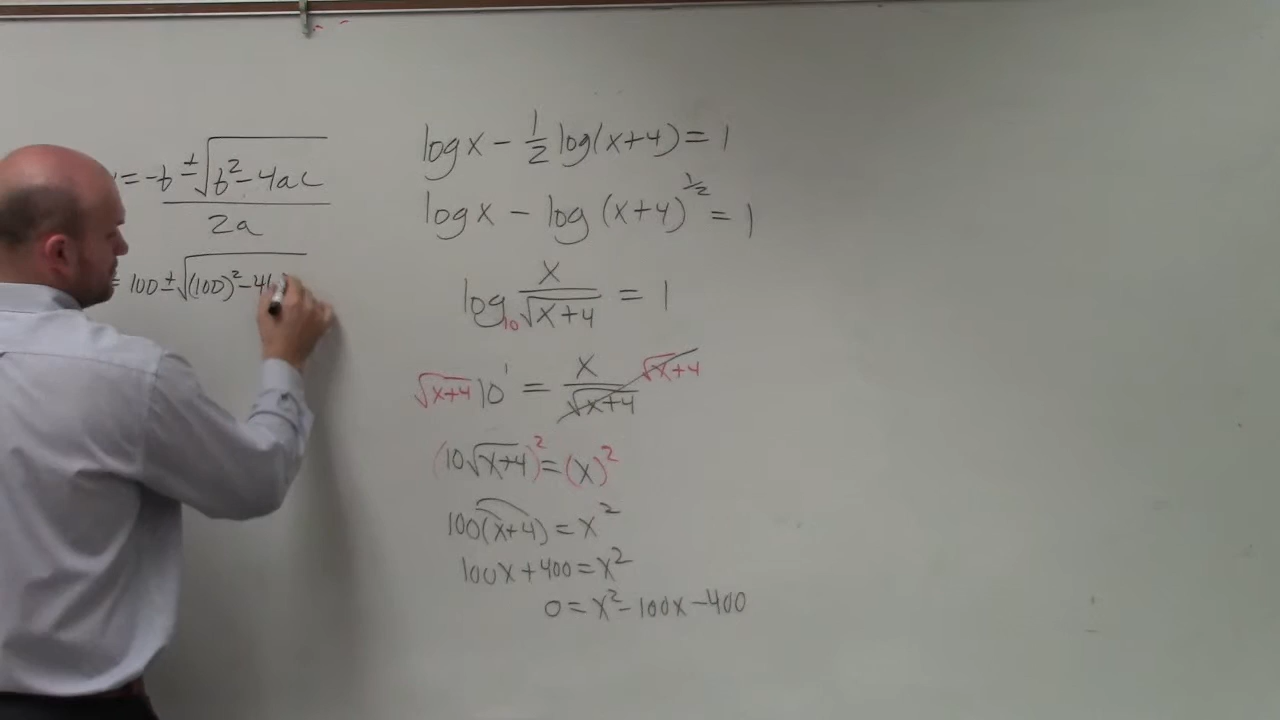 = -b ± √(b² - 4ac)
2a
= 100 ± √((100)² - 4(
log x - 1/2 log(x+4) = 1
log x - log (x+4)^1/2 = 1
log₁₀ x/√(x+4) = 1
√(x+4) 10¹ = x/√(x+4) √(x+4)
(10√(x+4))² = (x)²
100(x+4) = x²
100x + 400 = x²
0 = x² - 100x - 400